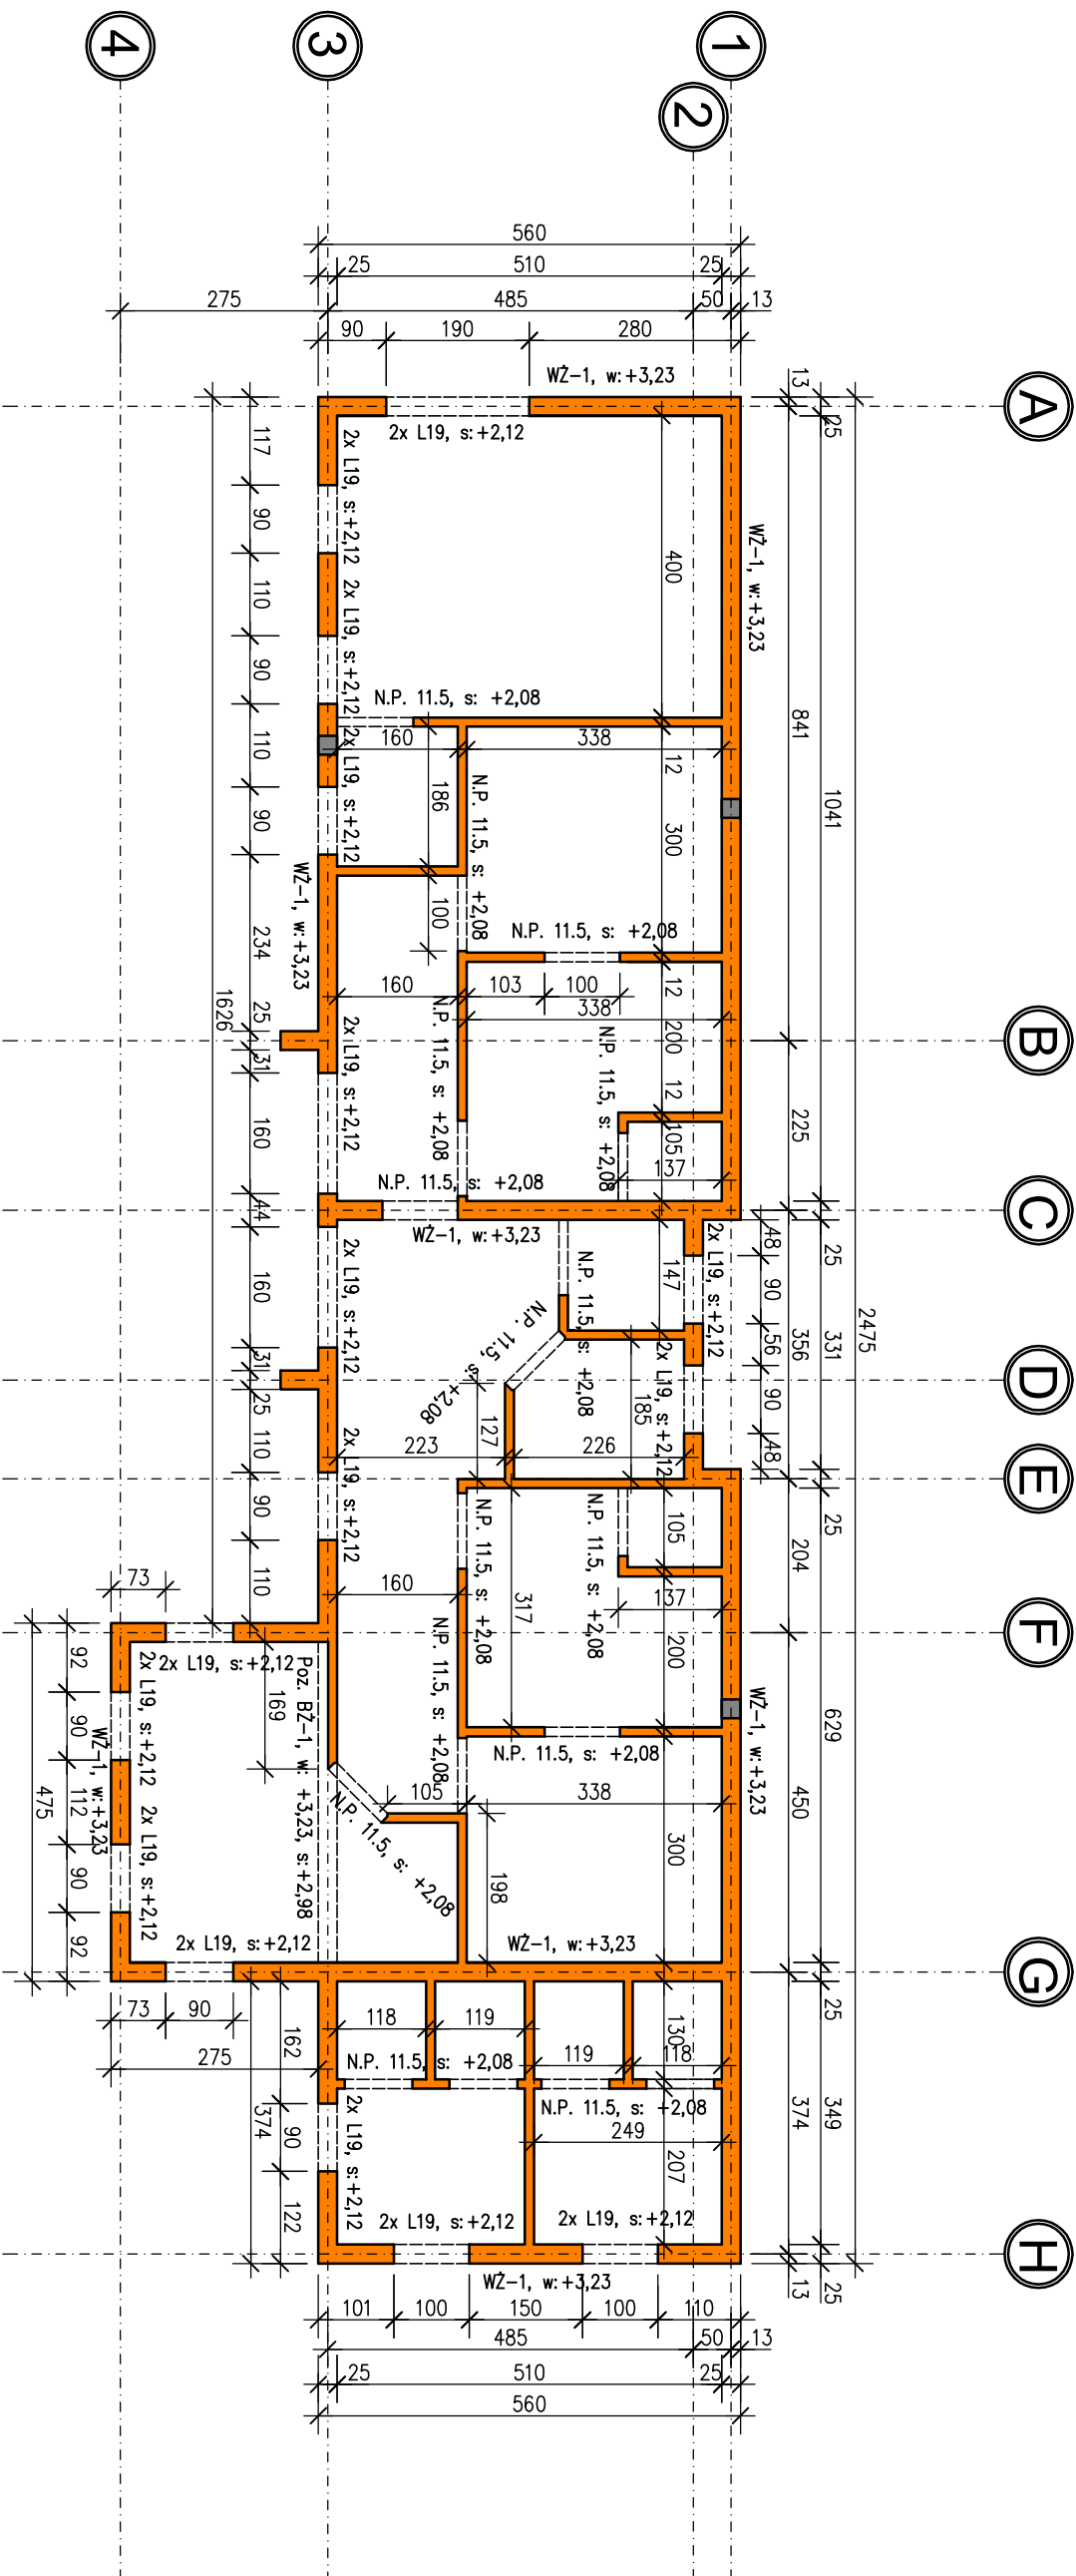 4
3
2
1
560
25
510
25
275
485
50
13
90
190
280
WŻ-1, w:+3,23
13
25
A
2x L19, s:+2,12
117
90
110
90
110
90
234
25
31
160
44
160
31
25
110
90
110
1626
2x L19, s:+2,12
2x L19, s:+2,12
2x L19, s:+2,12
400
WŻ-1, w:+3,23
841
1041
2475
N.P. 11.5, s: +2,08
160
338
12
186
N.P. 11.5, s: +2,08
300
100
WŻ-1, w:+3,23
N.P. 11.5, s: +2,08
160
103
100
338
12
200
12
N.P. 11.5, s: +2,08
N.P. 11.5, s: +2,08
2x L19, s:+2,12
B
225
105
137
N.P. 11.5, s: +2,08
WŻ-1, w:+3,23
C
48
90
56
90
48
25
356
331
2x L19, s:+2,12
147
N.P. 11.5, s: +2,08
N.P. 11.5, s: +2,08
2x L19, s:+2,12
2x L19, s:+2,12
185
127
223
226
D
2x L19, s:+2,12
E
25
204
105
137
N.P. 11.5, s: +2,08
N.P. 11.5, s: +2,08
317
160
200
N.P. 11.5, s: +2,08
F
73
92
90
112
90
92
475
2x L19, s:+2,12
2x L19, s:+2,12
2x L19, s:+2,12
WŻ-1, w:+3,23
169
Poz. BŻ-1, w: +3,23, s:+2,98
N.P. 11.5, s: +2,08
WŻ-1, w:+3,23
629
450
N.P. 11.5, s: +2,08
105
338
300
198
2x L19, s:+2,12
WŻ-1, w:+3,23
G
73
90
275
162
90
122
374
118
119
119
118
130
25
374
349
N.P. 11.5, s: +2,08
N.P. 11.5, s: +2,08
249
207
2x L19, s:+2,12
2x L19, s:+2,12
2x L19, s:+2,12
H
WŻ-1, w:+3,23
13
25
101
100
150
100
110
485
50
13
25
510
25
560